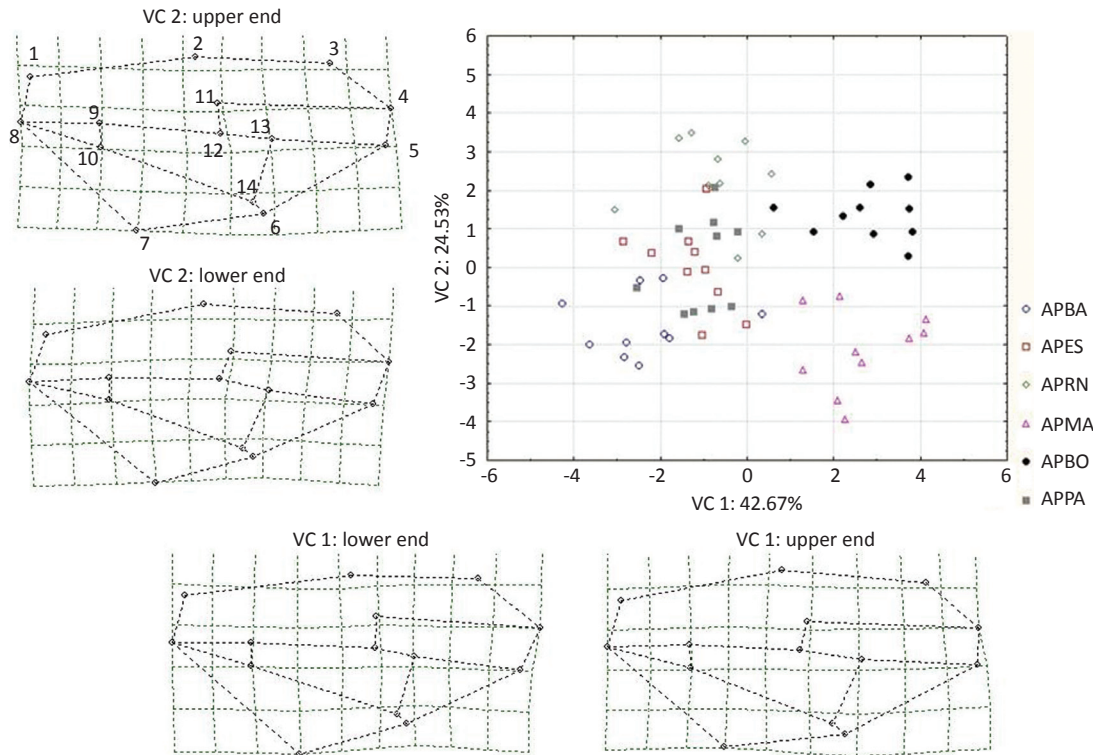 VC 2: upper end
1
2
3
4
5
6
7
8
9
10
11
12
13
14
VC 2: lower end
VC 2: 24.53%
6
5
4
3
2
1
0
-1
-2
-3
-4
-5
-6
-4
-2
0
2
4
6
VC 1: 42.67%
APBA
APES
APRN
APMA
APBO
APPA
VC 1: lower end
VC 1: upper end